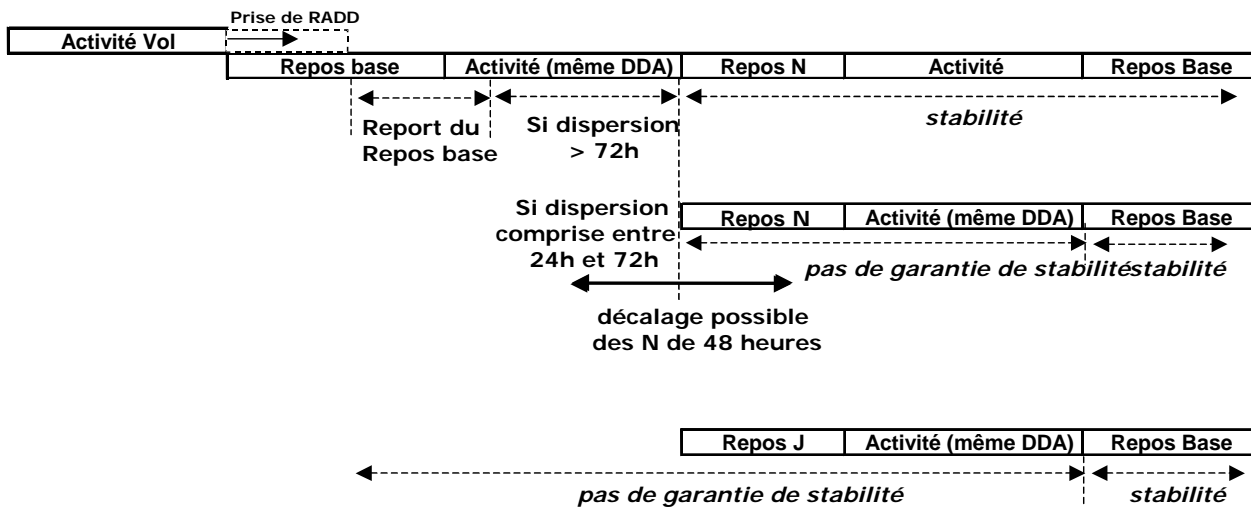 Prise de RADD
Activité Vol
Repos base Activité (même DDA) Repos N Activité Repos Base
stabilité
Report du
Repos base
Si dispersion
> 72h
Si dispersion
comprise entre
24h et 72h
Repos N Activité (même DDA) Repos Base
pas de garantie de stabilité stabilité
décalage possible
des N de 48 heures
Repos J Activité (même DDA) Repos Base
pas de garantie de stabilité stabilité